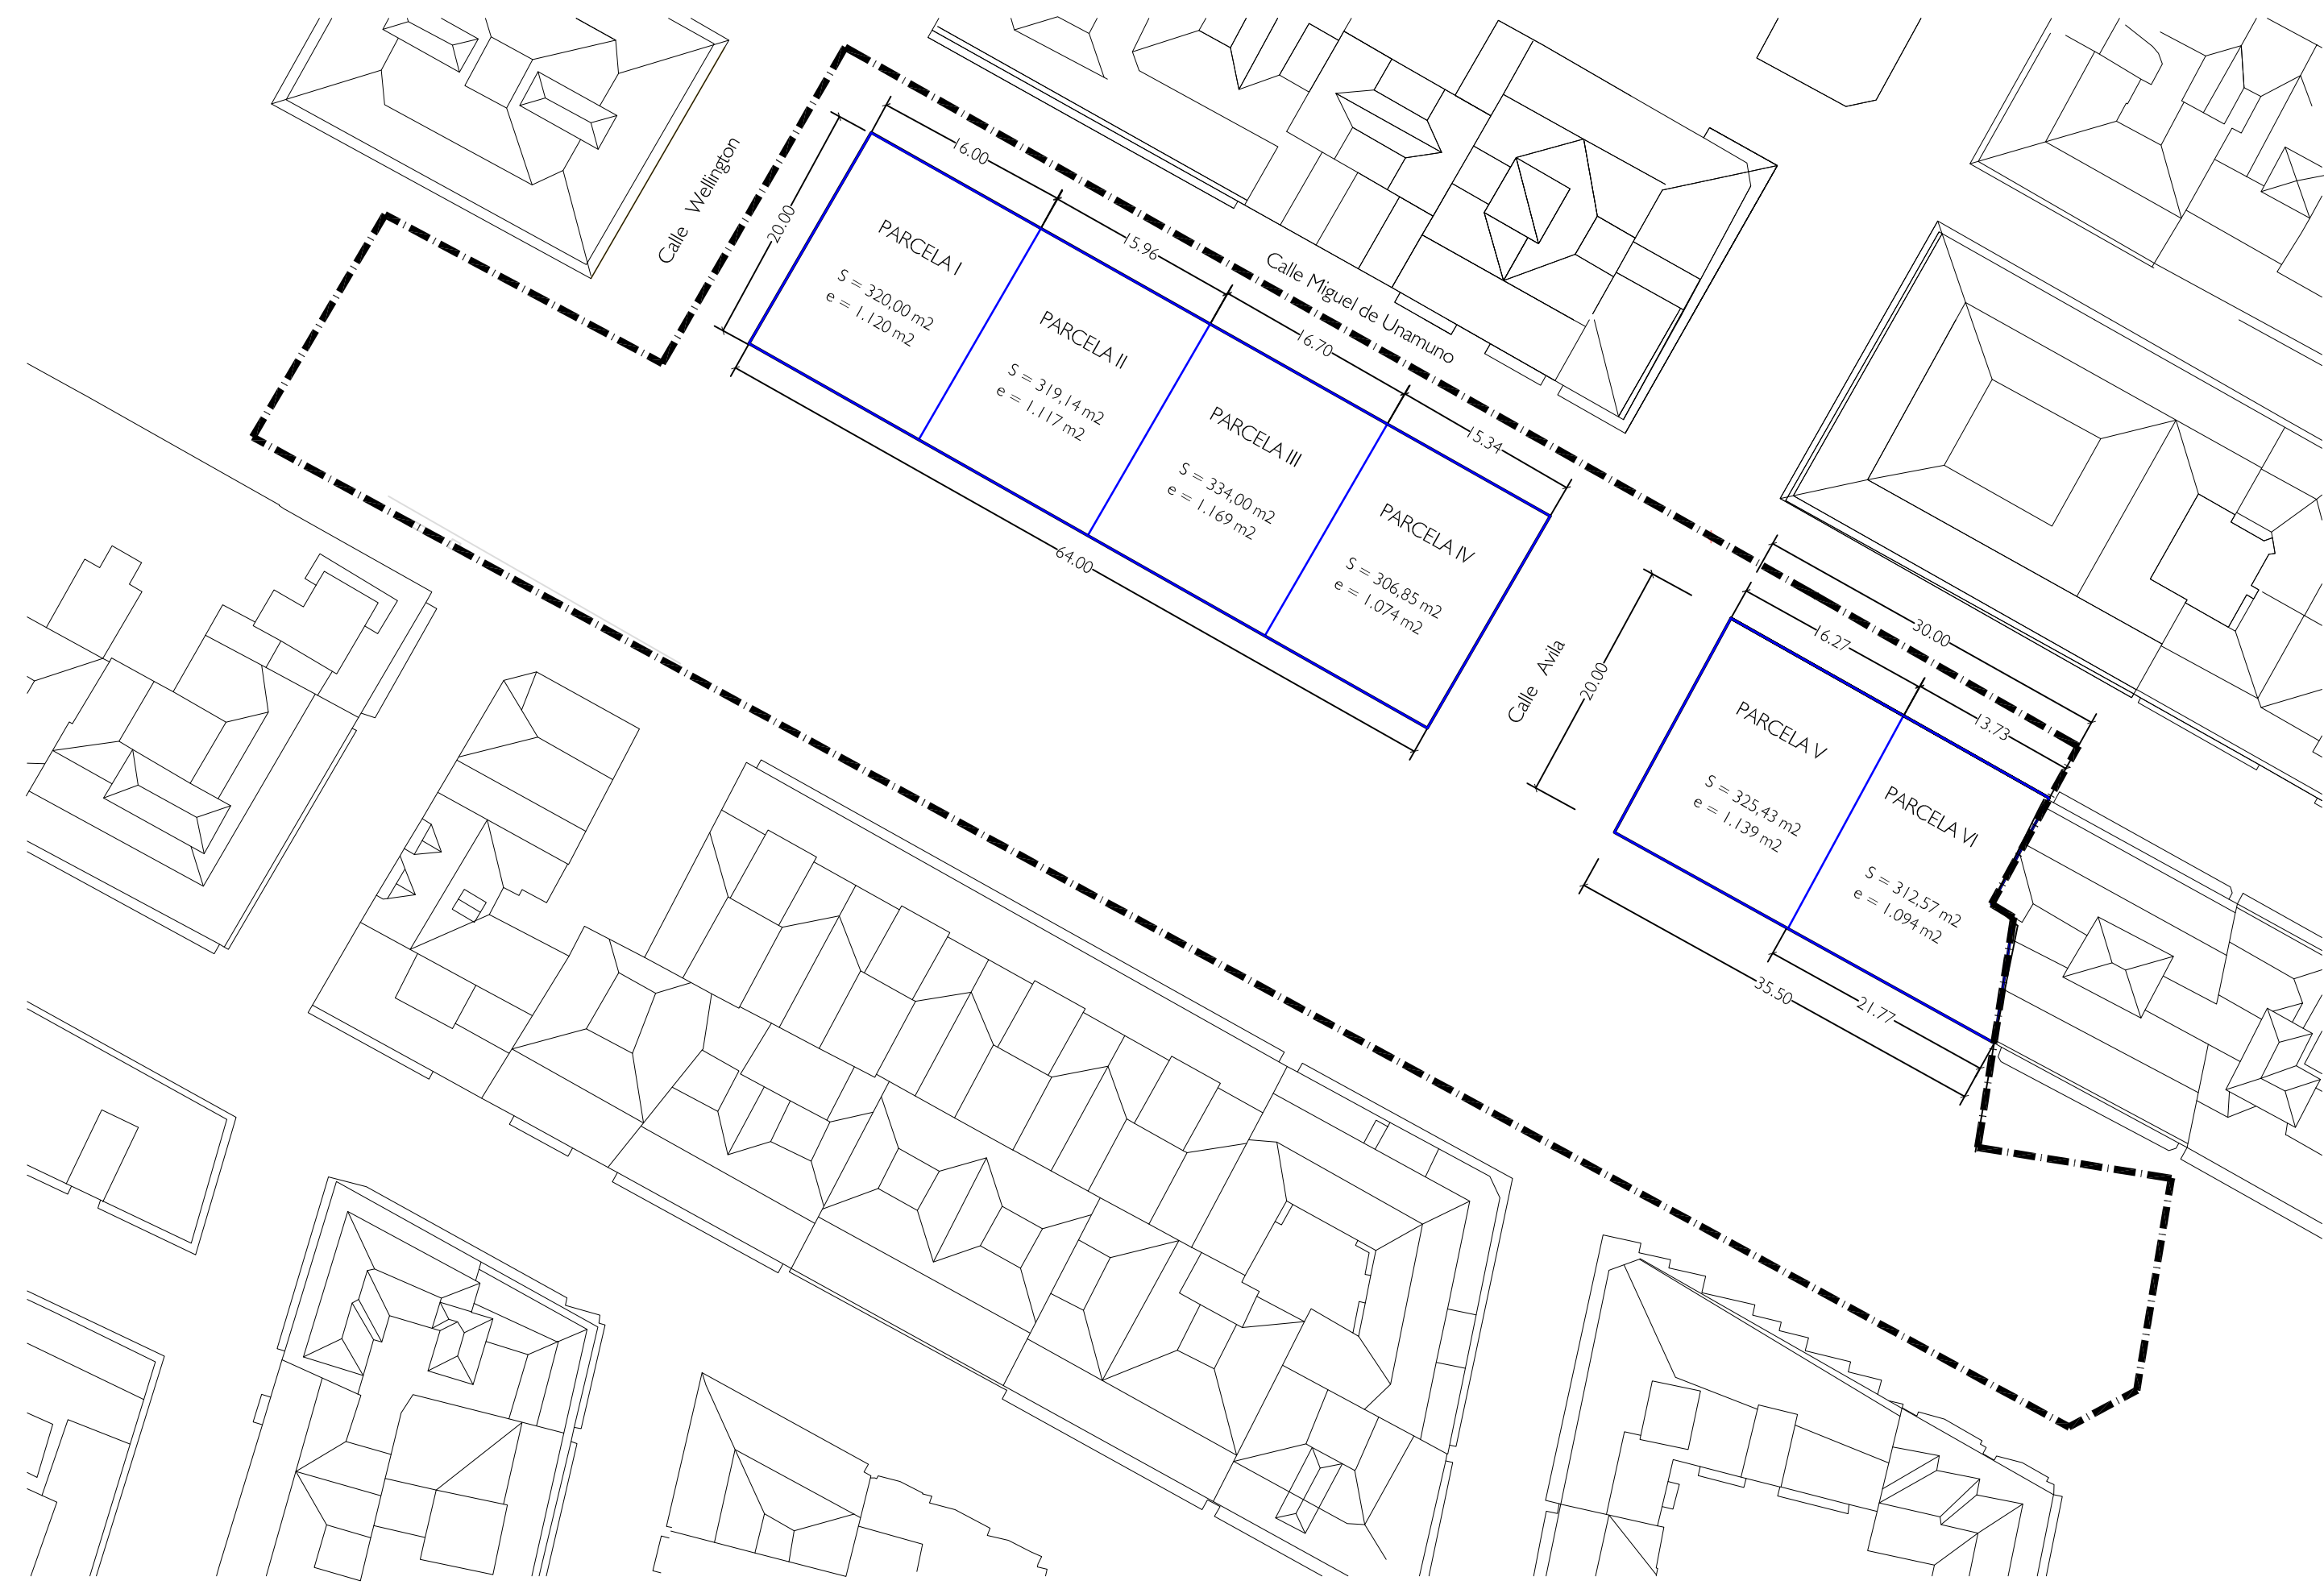 Calle Wellington
20.00
16.00
15.96
16.70
15.34
64.00
Calle Miguel de Unamuno
PARCELA I
S = 320,00 m2
e = 1.120 m2
PARCELA II
S = 319,14 m2
e = 1.117 m2
PARCELA III
S = 334,00 m2
e = 1.169 m2
PARCELA IV
S = 306,85 m2
e = 1.074 m2
Calle Avila
20.00
30.00
16.27
13.73
PARCELA V
S = 325,43 m2
e = 1.139 m2
PARCELA VI
S = 312,57 m2
e = 1.094 m2
35.50
21.77